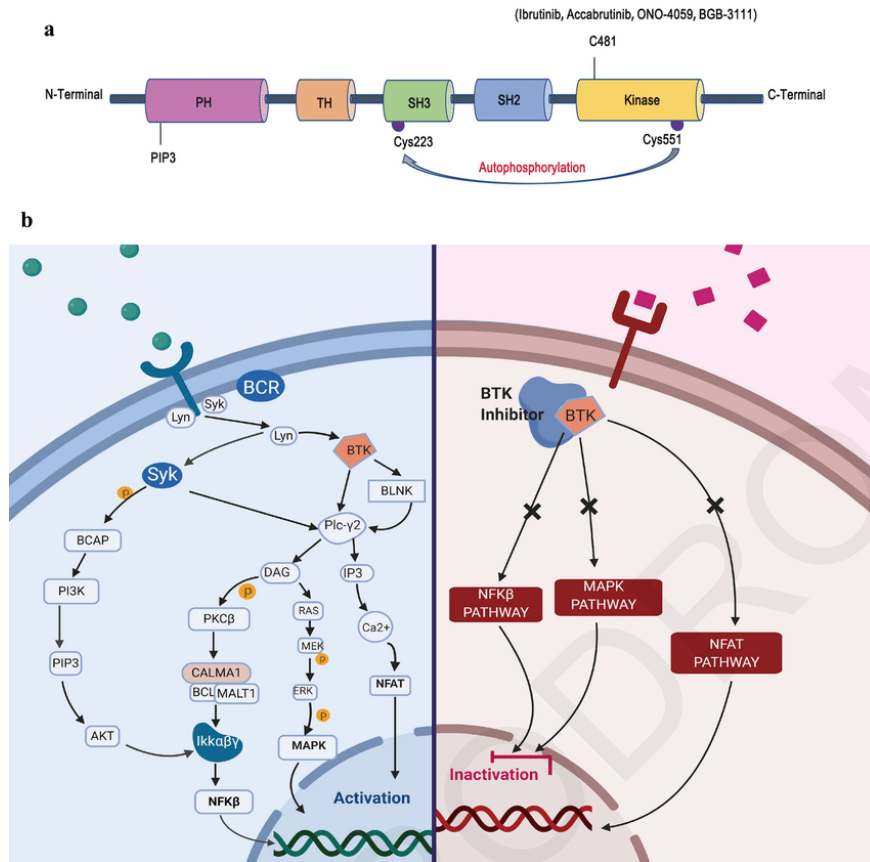 a
(Ibrutinib, Accabrutinib, ONO-4059, BGB-3111)
C481
N-Terminal
PH
TH
SH3
SH2
Kinase
C-Terminal
PIP3
Cys223
Cys551
Autophosphorylation
b
BCR
Syk
Lyn
Lyn
BTK
Syk
P
BLNK
Plc-γ2
BCAP
DAG
IP3
PI3K
P
PKCβ
RAS
Ca2+
MEK
P
PIP3
CALMA1
BCL
MALT1
NFAT
ERK
P
AKT
Ikkαβγ
MAPK
NFKβ
Activation
BTK
Inhibitor
BTK
NFKβ
PATHWAY
MAPK
PATHWAY
NFAT
PATHWAY
Inactivation